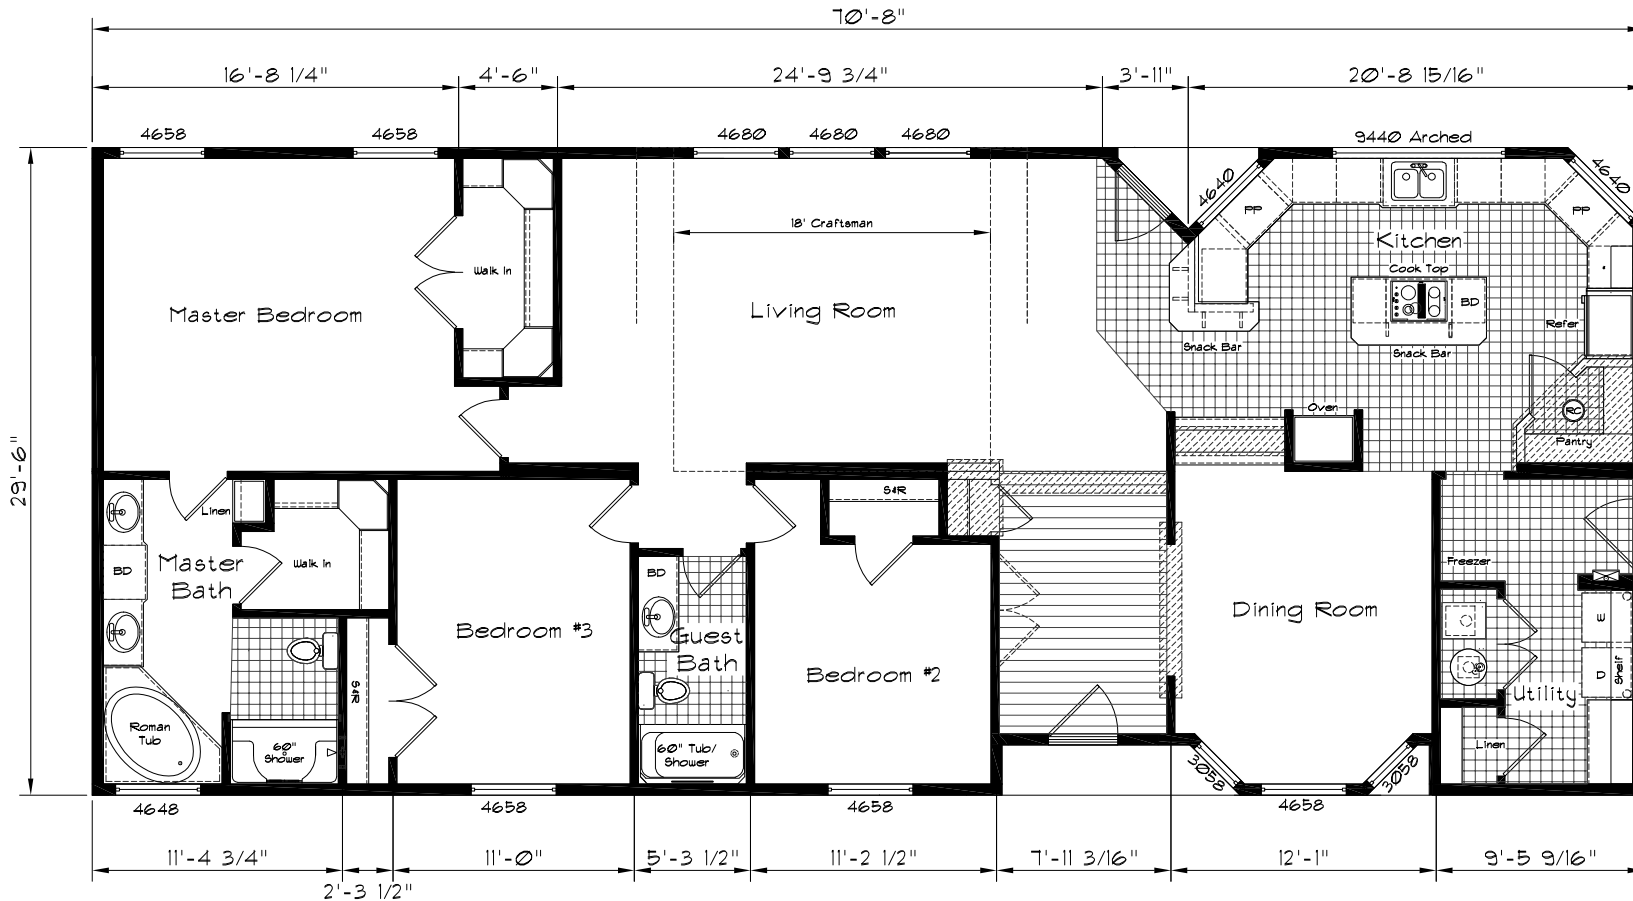 70'-8"
16'-8 1/4"
4'-6"
24'-9 3/4"
3'-11"
20'-8 15/16"
4658
4658
4680
4680
4680
9440 Arched
4640
4640
PP
PP
18' Craftsman
Kitchen
Walk In
Cook Top
BD
Master Bedroom
Living Room
Refer
Snack Bar
Snack Bar
Oven
RC
Pantry
29'-6"
S4R
Linen
Master
Bath
BD
Walk In
BD
Freezer
Dining Room
W
Bedroom #3
Guest
Bath
Bedroom #2
S4R
D
Shelf
Utility
Roman
Tub
60"
Shower
60" Tub/
Shower
Linen
3058
3058
4648
4658
4658
4658
11'-4 3/4"
11'-0"
5'-3 1/2"
11'-2 1/2"
7'-11 3/16"
12'-1"
9'-5 9/16"
2'-3 1/2"